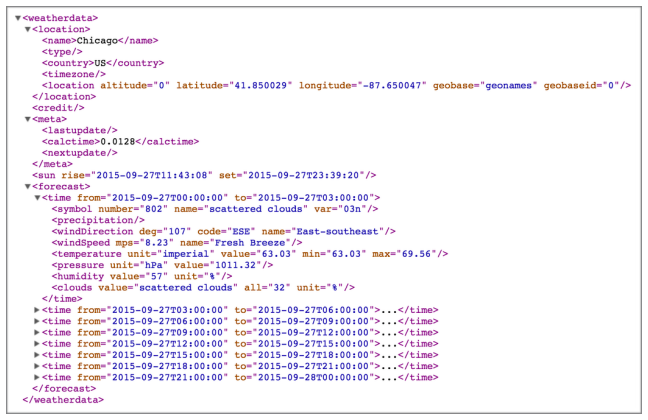 ▼<weatherdata>
▼<location>
<name>Chicago</name>
<type/>
<country>US</country>
<timezone/>
<location altitude="0" latitude="41.850029" longitude="-87.650047" geobase="geonames" geobaseid="0"/>
</location>
<credit/>
▼<meta>
<lastupdate/>
<calctime>0.0128</calctime>
<nextupdate/>
</meta>
<sun rise="2015-09-27T11:43:08" set="2015-09-27T23:39:20"/>
▼<forecast>
▼<time from="2015-09-27T00:00:00" to="2015-09-27T03:00:00">
<symbol number="802" name="scattered clouds" var="03n"/>
<precipitation/>
<windDirection deg="107" code="ESE" name="East-southeast"/>
<windSpeed mps="8.23" name="Fresh Breeze"/>
<temperature unit="imperial" value="63.03" min="63.03" max="69.56"/>
<pressure unit="hPa" value="1011.32"/>
<humidity value="57" unit="%"/>
<clouds value="scattered clouds" all="32" unit="%"/>
</time>
▶<time from="2015-09-27T03:00:00" to="2015-09-27T06:00:00">...</time>
▶<time from="2015-09-27T06:00:00" to="2015-09-27T09:00:00">...</time>
▶<time from="2015-09-27T09:00:00" to="2015-09-27T12:00:00">...</time>
▶<time from="2015-09-27T12:00:00" to="2015-09-27T15:00:00">...</time>
▶<time from="2015-09-27T15:00:00" to="2015-09-27T18:00:00">...</time>
▶<time from="2015-09-27T18:00:00" to="2015-09-27T21:00:00">...</time>
▶<time from="2015-09-27T21:00:00" to="2015-09-28T00:00:00">...</time>
</forecast>
</weatherdata>